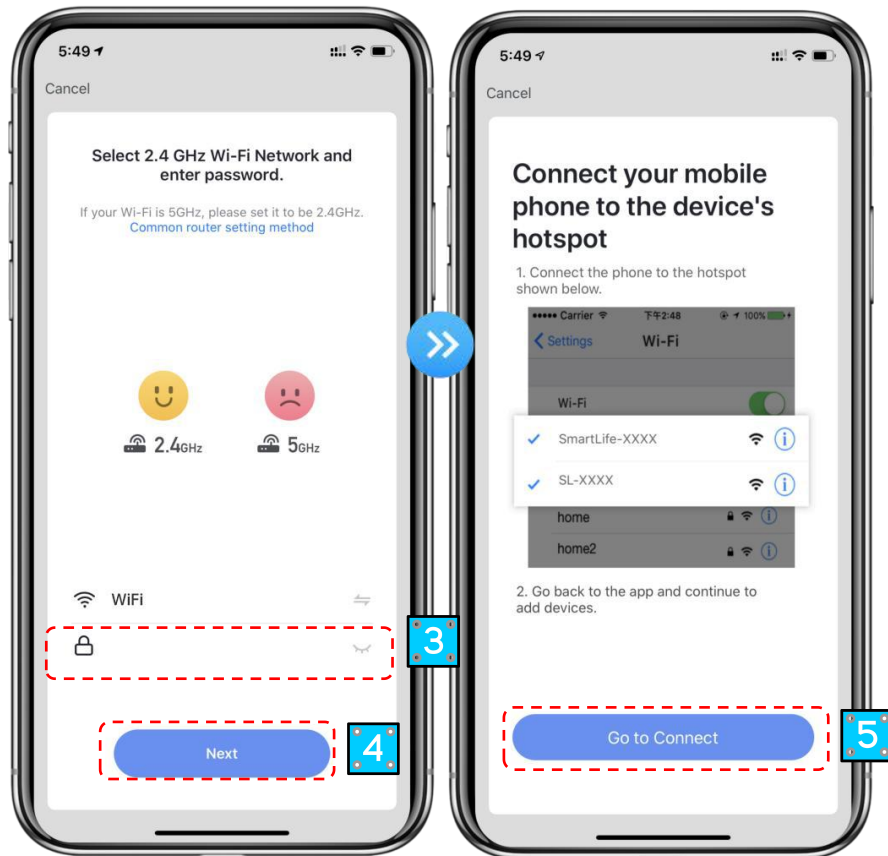 5:49
Cancel
Select 2.4 GHz Wi-Fi Network and
enter password.
If your Wi-Fi is 5GHz, please set it to be 2.4GHz.
Common router setting method
2.4GHz
5GHz
WiFi
3
Next
4
5:49
Cancel
Connect your mobile
phone to the device's
hotspot
1. Connect the phone to the hotspot
shown below.
Carrier 下午2:48 100%
Settings Wi-Fi
Wi-Fi
SmartLife-XXXX
SL-XXXX
home
home2
2. Go back to the app and continue to
add devices.
Go to Connect
5